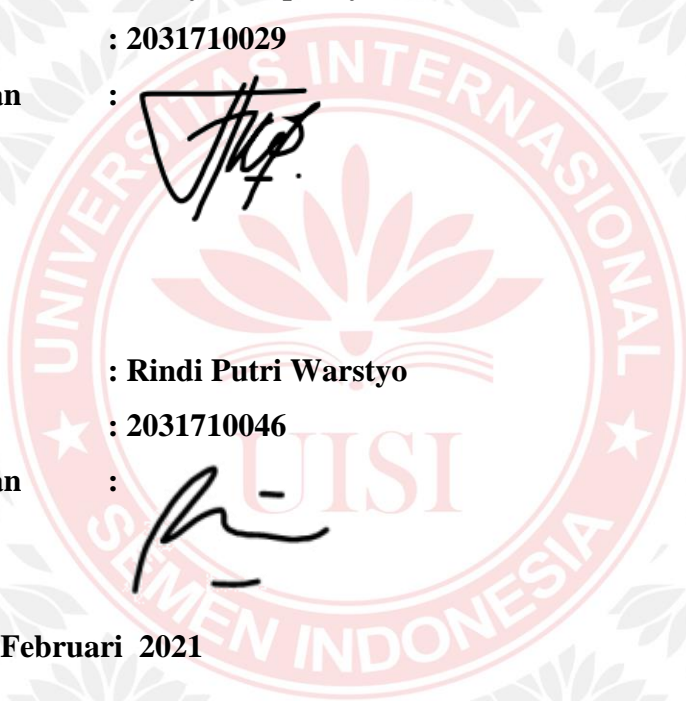 : 2031710029
an :
: Rindi Putri Warstyo
: 2031710046
an :
Februari 2021
UNIVERSITAS INTERNASIONAL
UISI
SEMEN INDONESIA